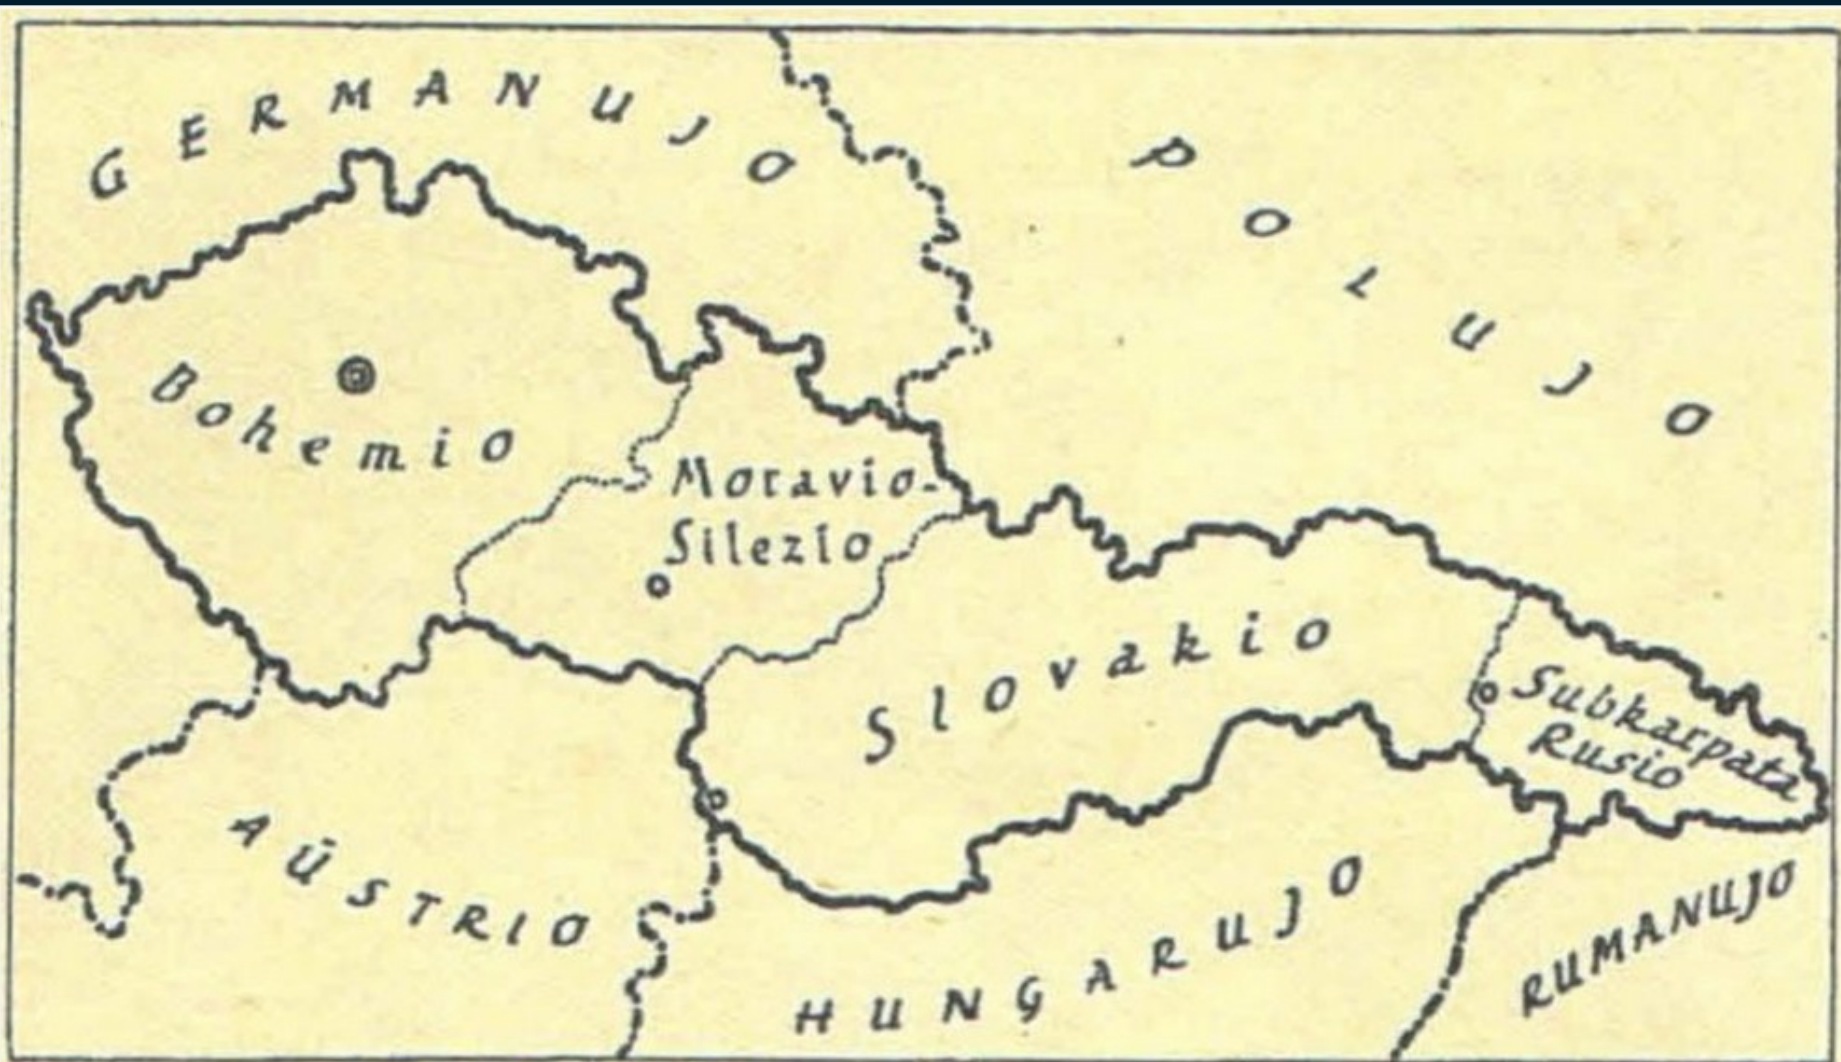 GERMANUJO
POLUJO
Bohemio
Moravio-
Silezio
Slovakio
Subkarpata
Rusio
AŬSTRIO
HUNGARUJO
RUMANUJO